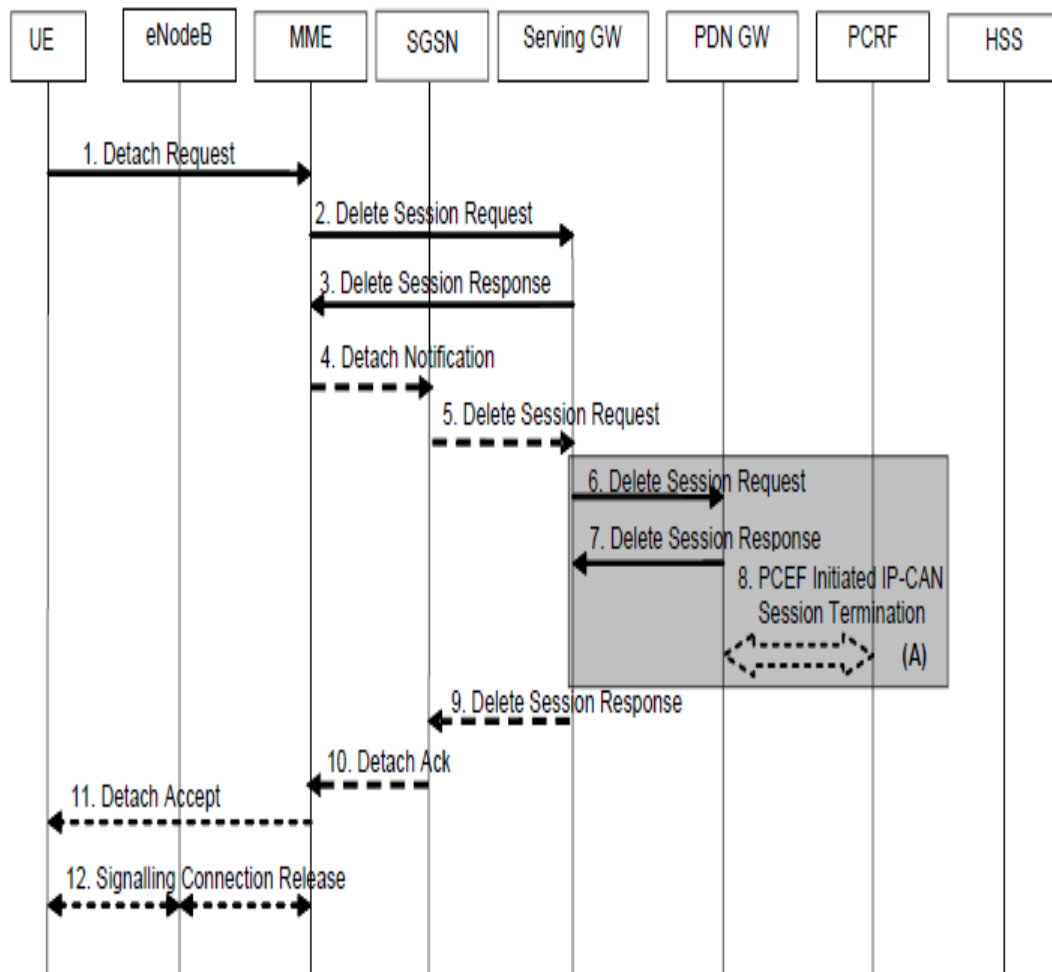 UE
eNodeB
MME
SGSN
Serving GW
PDN GW
PCRF
HSS
1. Detach Request
2. Delete Session Request
3. Delete Session Response
4. Detach Notification
5. Delete Session Request
6. Delete Session Request
7. Delete Session Response
8. PCEF Initiated IP-CAN
Session Termination
(A)
9. Delete Session Response
10. Detach Ack
11. Detach Accept
12. Signalling Connection Release